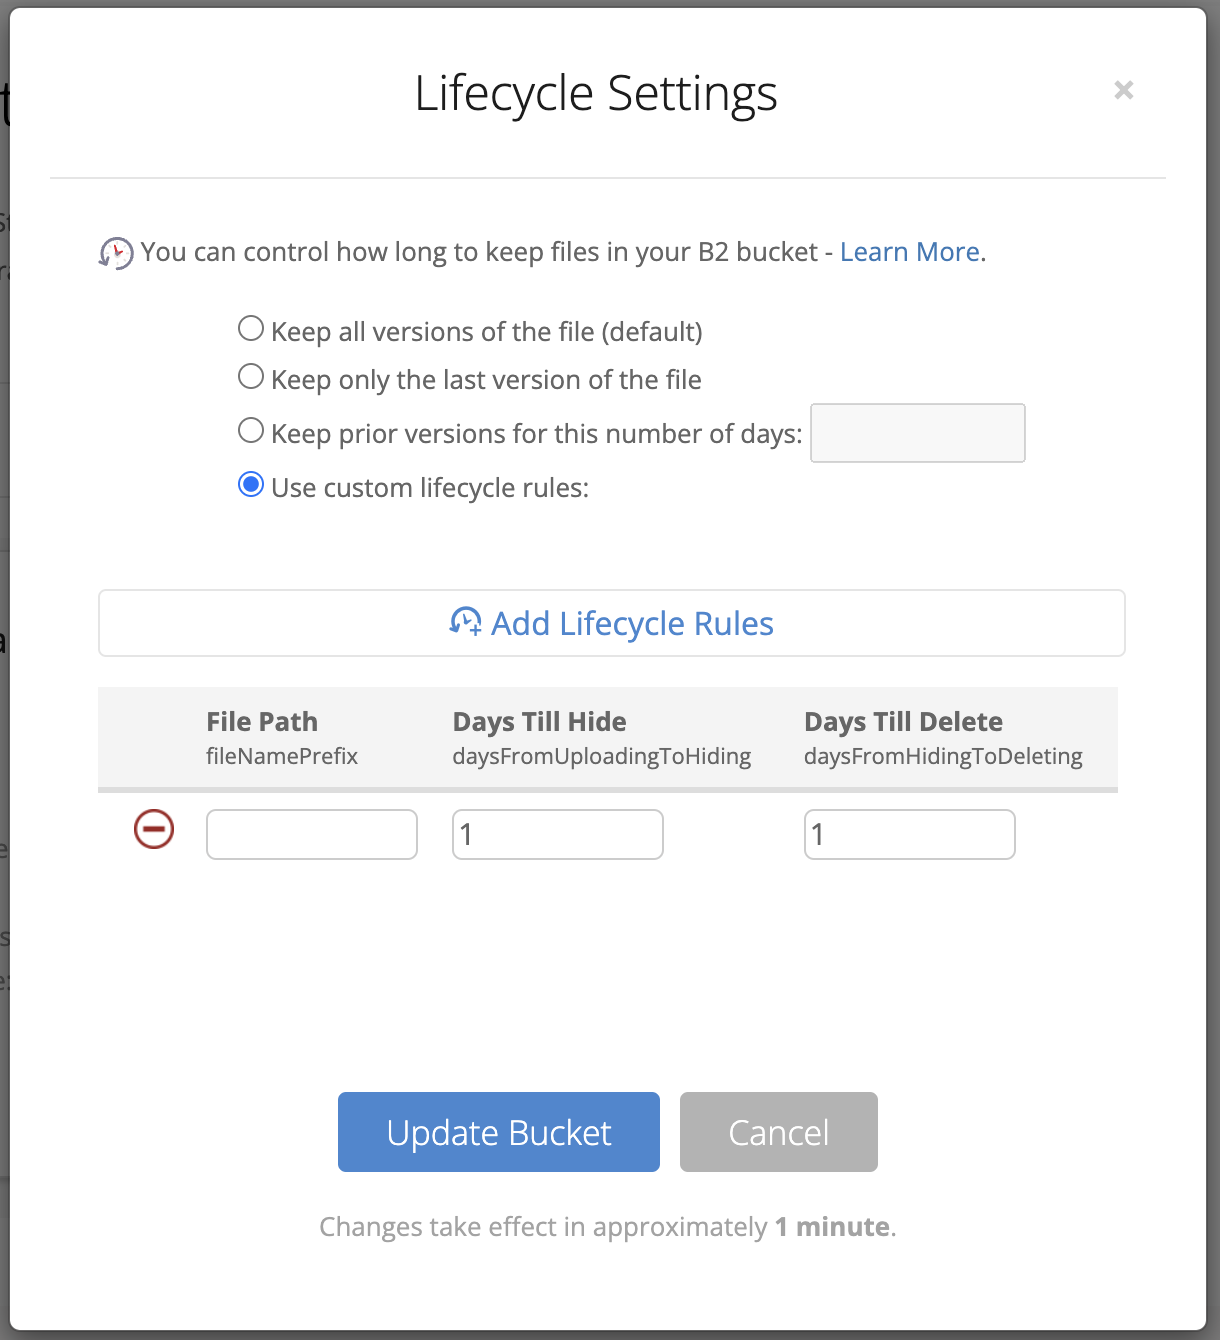 Lifecycle Settings
×
You can control how long to keep files in your B2 bucket - Learn More.
Keep all versions of the file (default)
Keep only the last version of the file
Keep prior versions for this number of days:
Use custom lifecycle rules:
Add Lifecycle Rules
File Path Days Till Hide Days Till Delete
fileNamePrefix daysFromUploadingToHiding daysFromHidingToDeleting
1 1
Update Bucket Cancel
Changes take effect in approximately 1 minute.